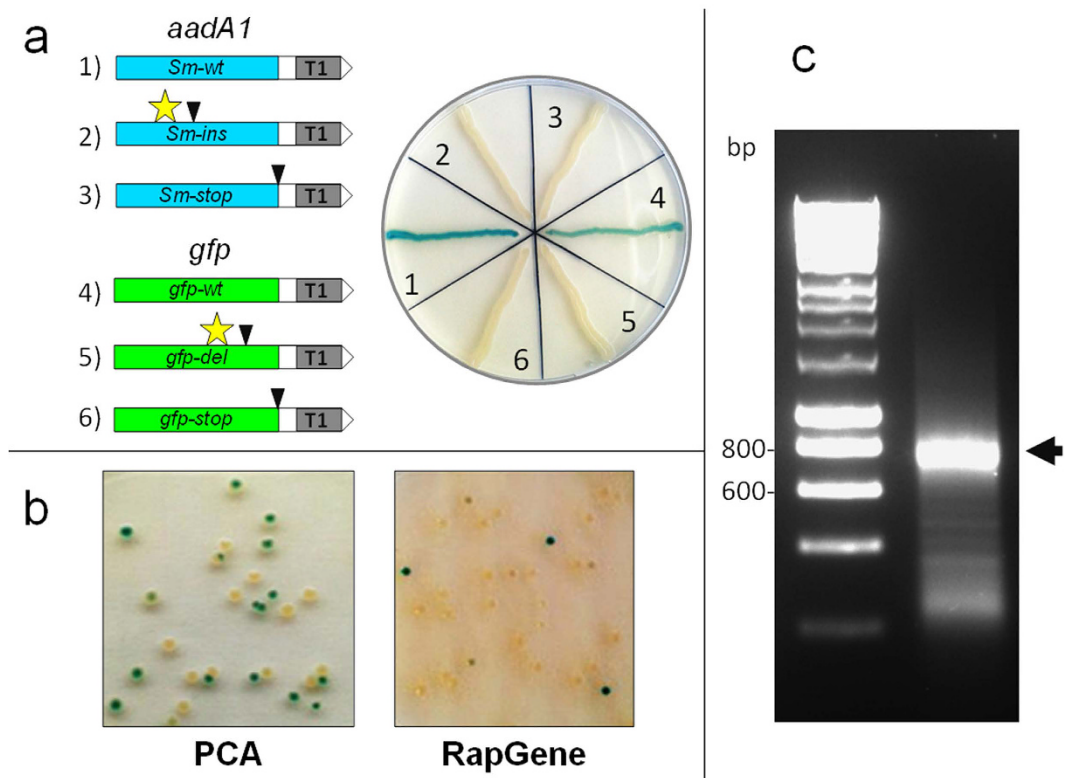 a
aadA1
1) Sm-wt T1
2) Sm-ins T1
3) Sm-stop T1
gfp
4) gfp-wt T1
5) gfp-del T1
6) gfp-stop T1
3
2
4
1
5
6
b
PCA
RapGene
c
bp
800-
600-